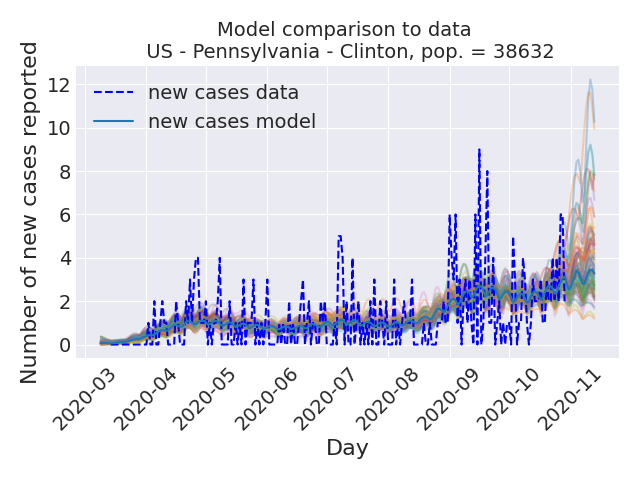 Model comparison to data
US - Pennsylvania - Clinton, pop. = 38632
Number of new cases reported
12
10
8
6
4
2
0
new cases data
new cases model
2020-03
2020-04
2020-05
2020-06
2020-07
2020-08
2020-09
2020-10
2020-11
Day